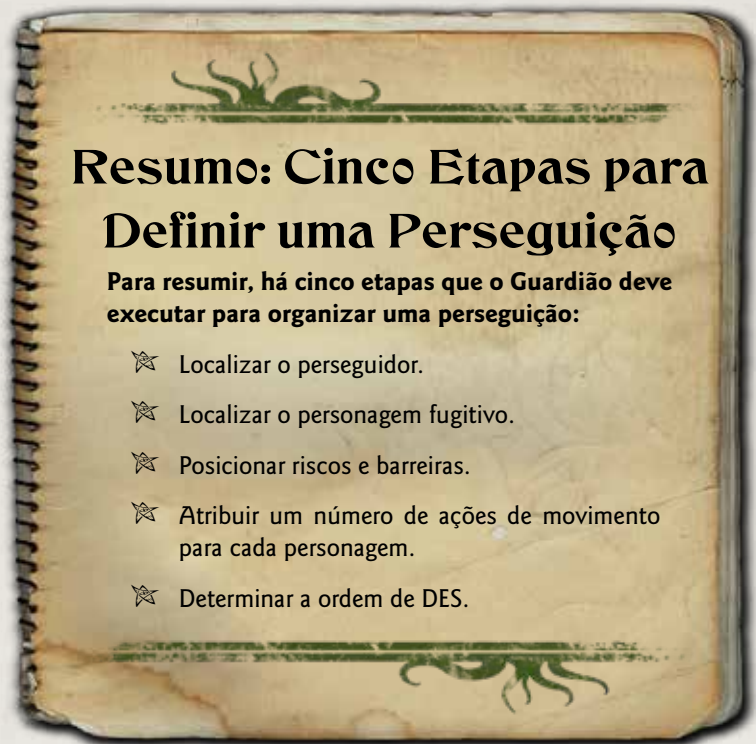 Resumo: Cinco Etapas para
Definir uma Perseguição
Para resumir, há cinco etapas que o Guardião deve
executar para organizar uma perseguição:
Localizar o perseguidor.
Localizar o personagem fugitivo.
Posicionar riscos e barreiras.
Atribuir um número de ações de movimento
para cada personagem.
Determinar a ordem de DES.